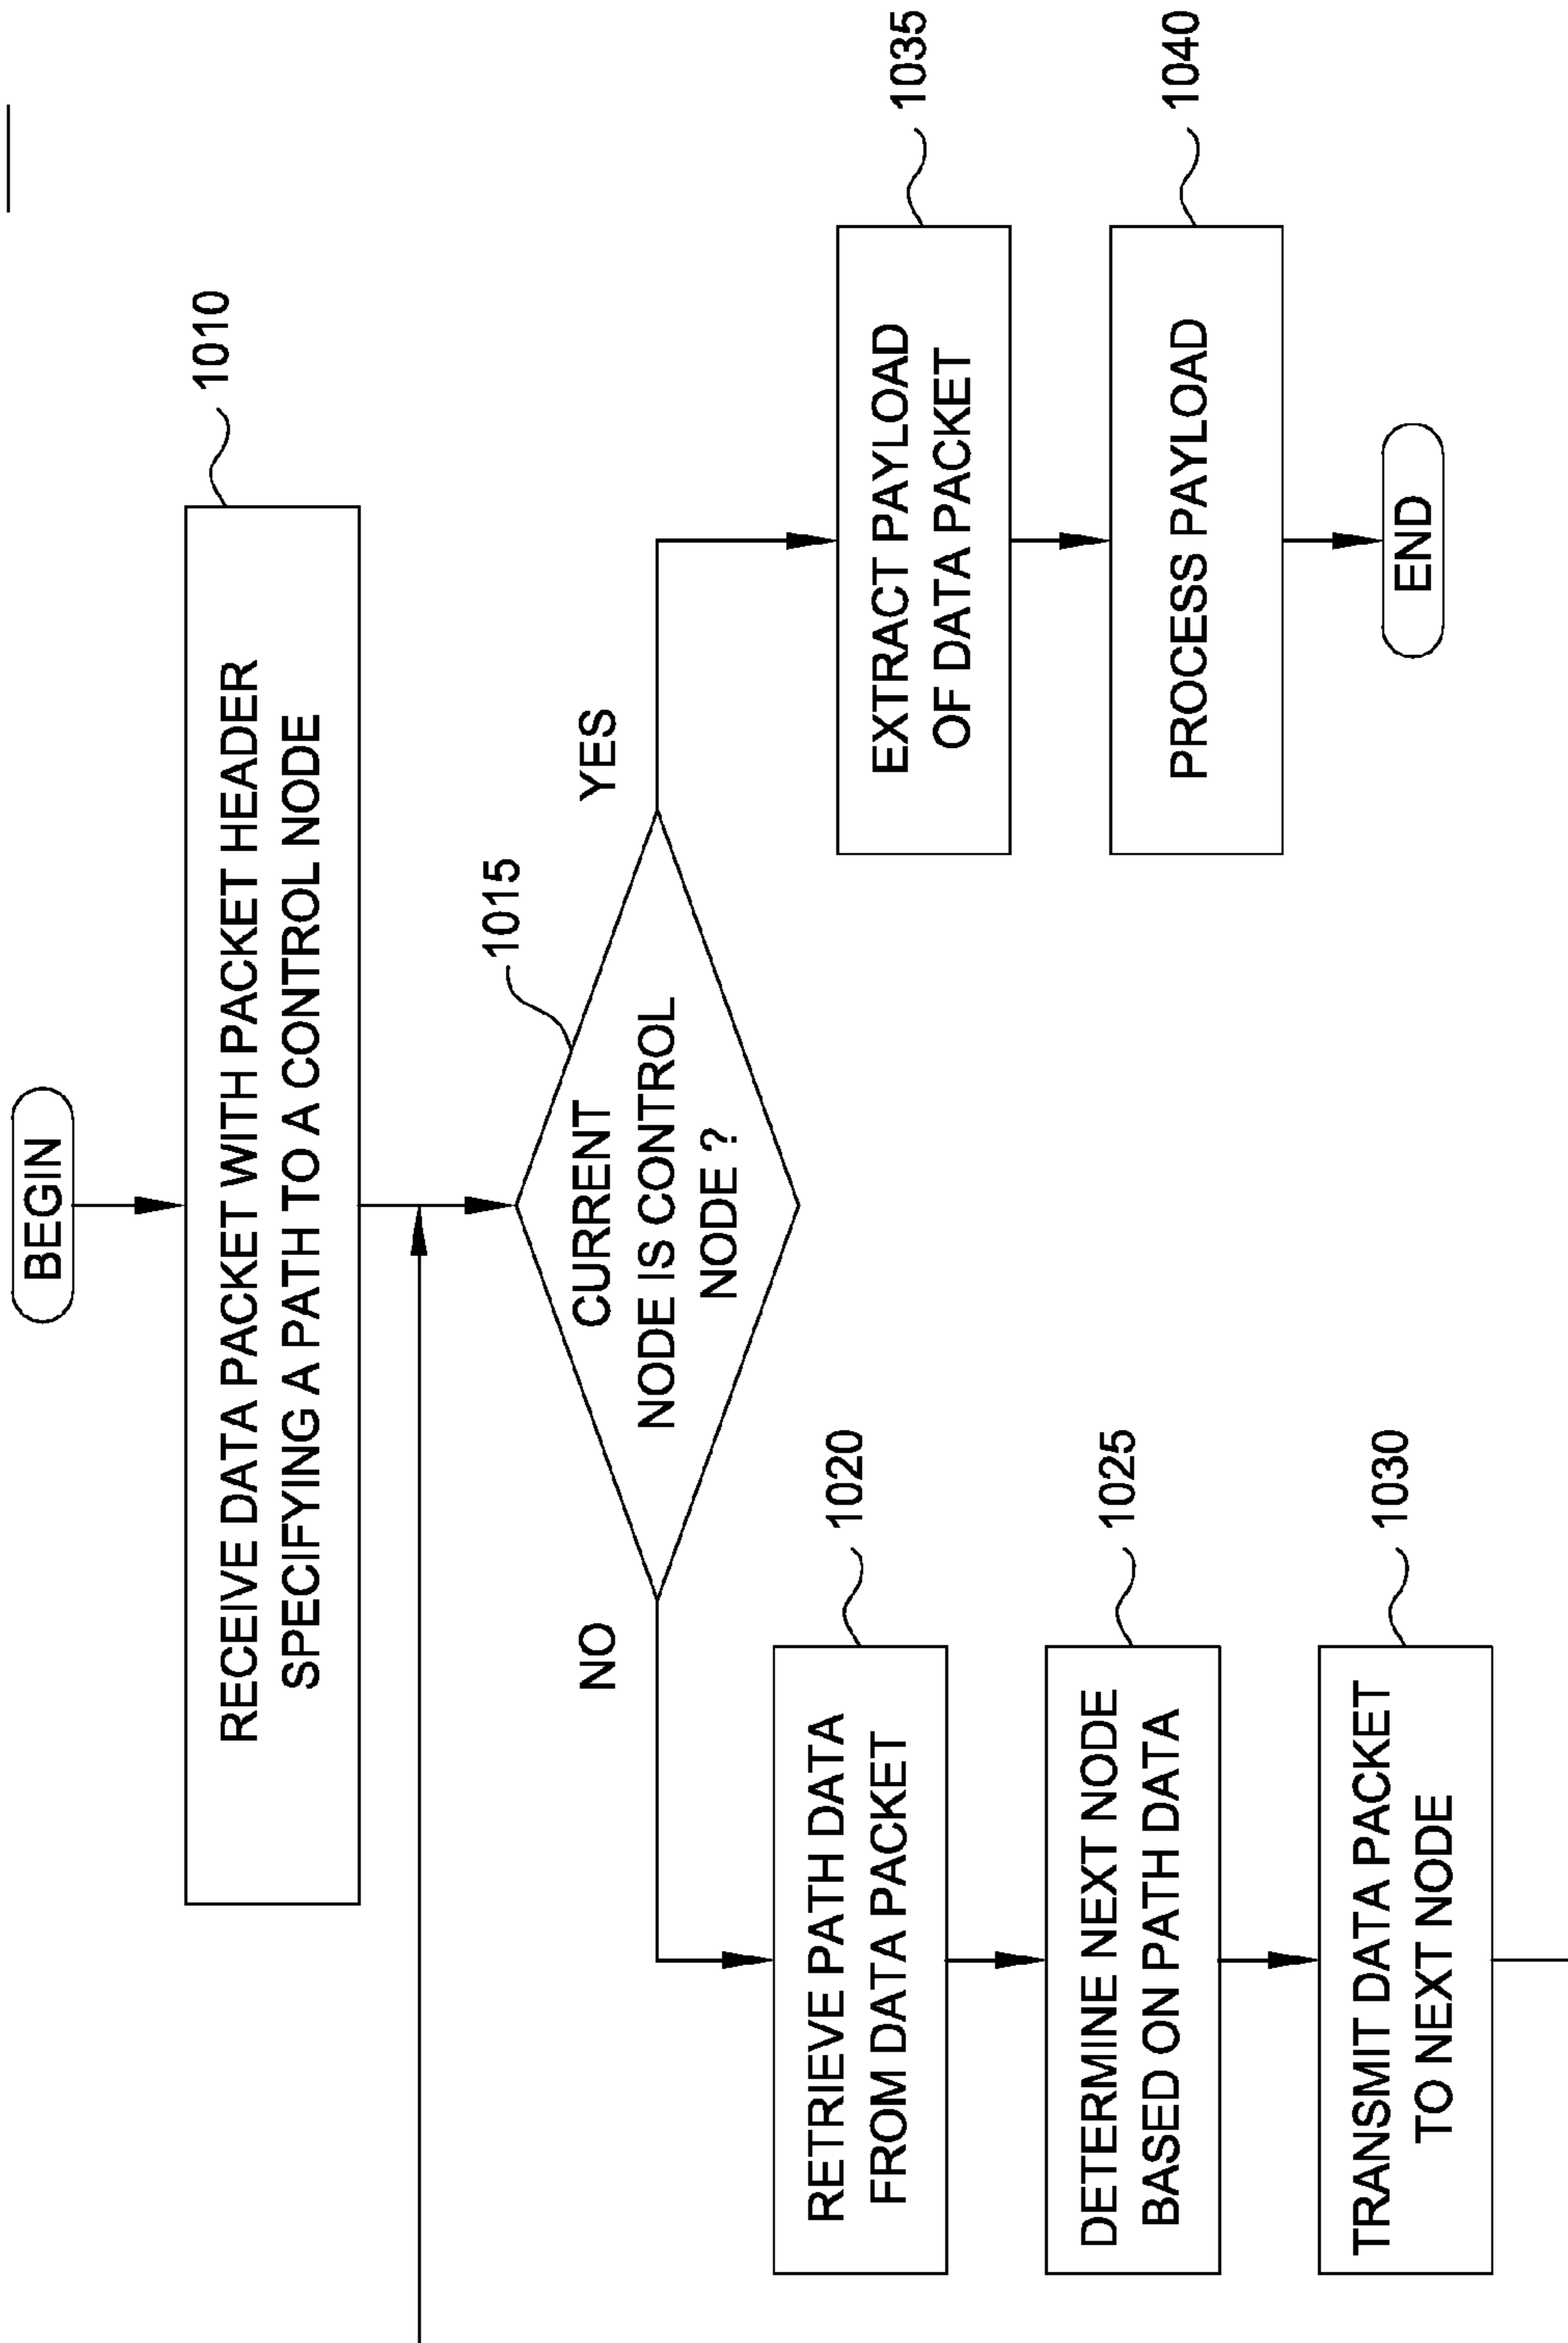 BEGIN
RECEIVE DATA PACKET WITH PACKET HEADER
SPECIFYING A PATH TO A CONTROL NODE
1010
CURRENT
NODE IS CONTROL
NODE ?
1015
NO
YES
RETRIEVE PATH DATA
FROM DATA PACKET
1020
DETERMINE NEXT NODE
BASED ON PATH DATA
1025
TRANSMIT DATA PACKET
TO NEXT NODE
1030
EXTRACT PAYLOAD
OF DATA PACKET
1035
PROCESS PAYLOAD
1040
END